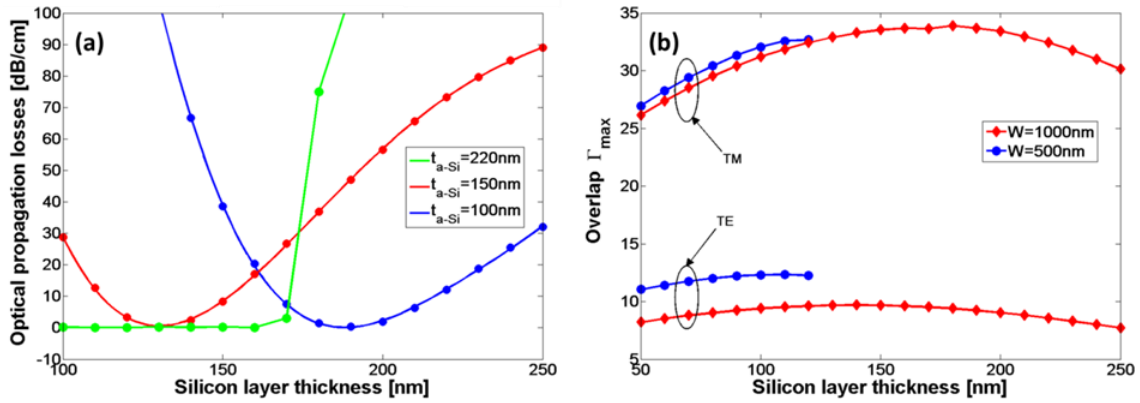 (a)
Optical propagation losses [dB/cm]
100
90
80
70
60
50
40
30
20
10
0
-10
t_a-Si=220nm
t_a-Si=150nm
t_a-Si=100nm
100 150 200 250
Silicon layer thickness [nm]
(b)
Overlap Γ_max
35
30
25
20
15
10
5
TM
TE
W=1000nm
W=500nm
50 100 150 200 250
Silicon layer thickness [nm]